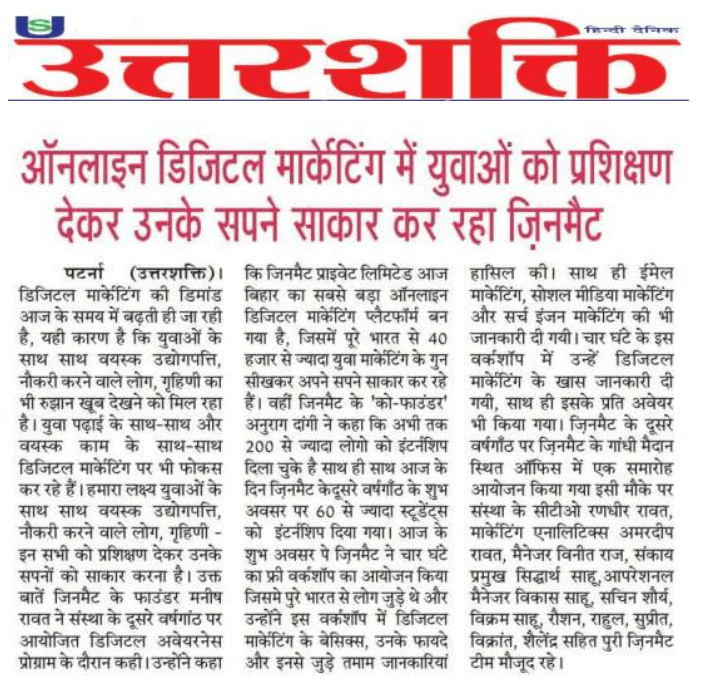 US
हिन्दी दैनिक
उत्तरशक्ति
ऑनलाइन डिजिटल मार्केटिंग में युवाओं को प्रशिक्षण
देकर उनके सपने साकार कर रहा ज़िनमैट
पटर्ना (उत्तरशक्ति)।
डिजिटल मार्केटिंग की डिमांड
आज के समय में बढ़ती ही जा रही
है, यही कारण है कि युवाओं के
साथ साथ वयस्क उद्योगपत्ति,
नौकरी करने वाले लोग, गृहिणी का
भी रुझान खूब देखने को मिल रहा
है। युवा पढ़ाई के साथ-साथ और
वयस्क काम के साथ-साथ
डिजिटल मार्केटिंग पर भी फोकस
कर रहे हैं। हमारा लक्ष्य युवाओं के
साथ साथ वयस्क उद्योगपत्ति,
नौकरी करने वाले लोग, गृहिणी -
इन सभी को प्रशिक्षण देकर उनके
सपनों को साकार करना है। उक्त
बातें जिनमैट के फाउंडर मनीष
रावत ने संस्था के दूसरे वर्षगांठ पर
आयोजित डिजिटल अवेयरनेस
प्रोग्राम के दौरान कही। उन्होंने कहा
कि जिनमैट प्राइवेट लिमिटेड आज
बिहार का सबसे बड़ा ऑनलाइन
डिजिटल मार्केटिंग प्लैटफॉर्म बन
गया है, जिसमें पूरे भारत से 40
हजार से ज्यादा युवा मार्केटिंग के गुन
सीखकर अपने सपने साकार कर रहे
हैं। वहीं जिनमैट के 'को-फाउंडर'
अनुराग दांगी ने कहा कि अभी तक
200 से ज्यादा लोगो को इंटर्नशिप
दिला चुके है साथ ही साथ आज के
दिन ज़िनमैट केदूसरे वर्षगाँठ के शुभ
अवसर पर 60 से ज्यादा स्टूडेंट्स
को इंटर्नशिप दिया गया। आज के
शुभ अवसर पे ज़िनमैट ने चार घंटे
का फ्री वर्कशॉप का आयोजन किया
जिसमे पुरे भारत से लोग जुड़े थे और
उन्होंने इस वर्कशॉप में डिजिटल
मार्केटिंग के बेसिक्स, उनके फायदे
और इनसे जुड़े तमाम जानकारियां
हासिल की। साथ ही ईमेल
मार्केटिंग, सोशल मीडिया मार्केटिंग
और सर्च इंजन मार्केटिंग की भी
जानकारी दी गयी। चार घंटे के इस
वर्कशॉप में उन्हें डिजिटल
मार्केटिंग के खास जानकारी दी
गयी, साथ ही इसके प्रति अवेयर
भी किया गया। ज़िनमैट के दूसरे
वर्षगाँठ पर ज़िनमैट के गांधी मैदान
स्थित ऑफिस में एक समारोह
आयोजन किया गया इसी मौके पर
संस्था के सीटीओ रणधीर रावत,
मार्केटिंग एनालिटिक्स अमरदीप
रावत, मैनेजर विनीत राज, संकाय
प्रमुख सिद्धार्थ साहू,आपरेशनल
मैनेजर विकास साहू, सचिन शौर्य,
विक्रम साहू, रौशन, राहुल, सुप्रीत,
विक्रांत, शैलेंद्र सहित पुरी ज़िनमैट
टीम मौजूद रहे।